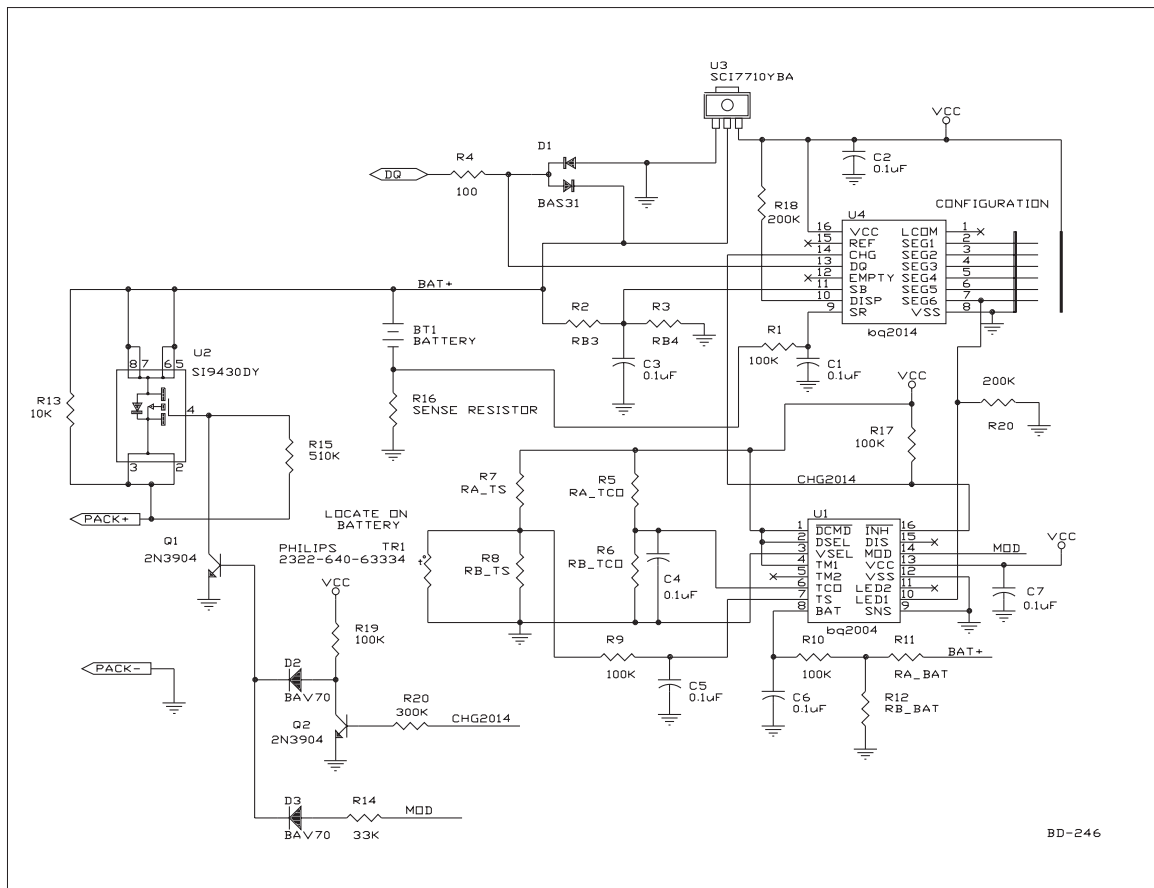 U3
SCI7710YBA
VCC
D1
C2
0.1uF
R4
DQ
100
BAS31
R18
200K
CONFIGURATION
U4
16 VCC LCOM 1
15 REF SEG1 2
14 CHG SEG2 3
13 DQ SEG3 4
12 EMPTY SEG4 5
11 SB SEG5 6
10 DISP SEG6 7
9 SR VSS 8
bq2014
BAT+
R2
RB3
R3
RB4
BT1
BATTERY
C3
0.1uF
R1
100K
C1
0.1uF
U2
SI9430DY
8 7 6 5
4
3 2
R13
10K
R16
SENSE RESISTOR
R15
510K
VCC
200K
R20
R17
100K
CHG2014
R7
RA_TS
R5
RA_TCO
PACK+
LOCATE ON
BATTERY
Q1
2N3904
PHILIPS
2322-640-63334
TR1
t°
R8
RB_TS
R6
RB_TCO
C4
0.1uF
U1
1 DCMD INH 16
2 DSEL DIS 15
3 VSEL MOD 14
4 TM1 VCC 13
5 TM2 VSS 12
6 TCO LED2 11
7 TS LED1 10
8 BAT SNS 9
bq2004
MOD
VCC
C7
0.1uF
VCC
R19
100K
R9
100K
C5
0.1uF
R10
100K
R11
RA_BAT
BAT+
C6
0.1uF
R12
RB_BAT
PACK-
D2
BAV70
R20
300K
CHG2014
Q2
2N3904
D3
BAV70
R14
33K
MOD
BD-246